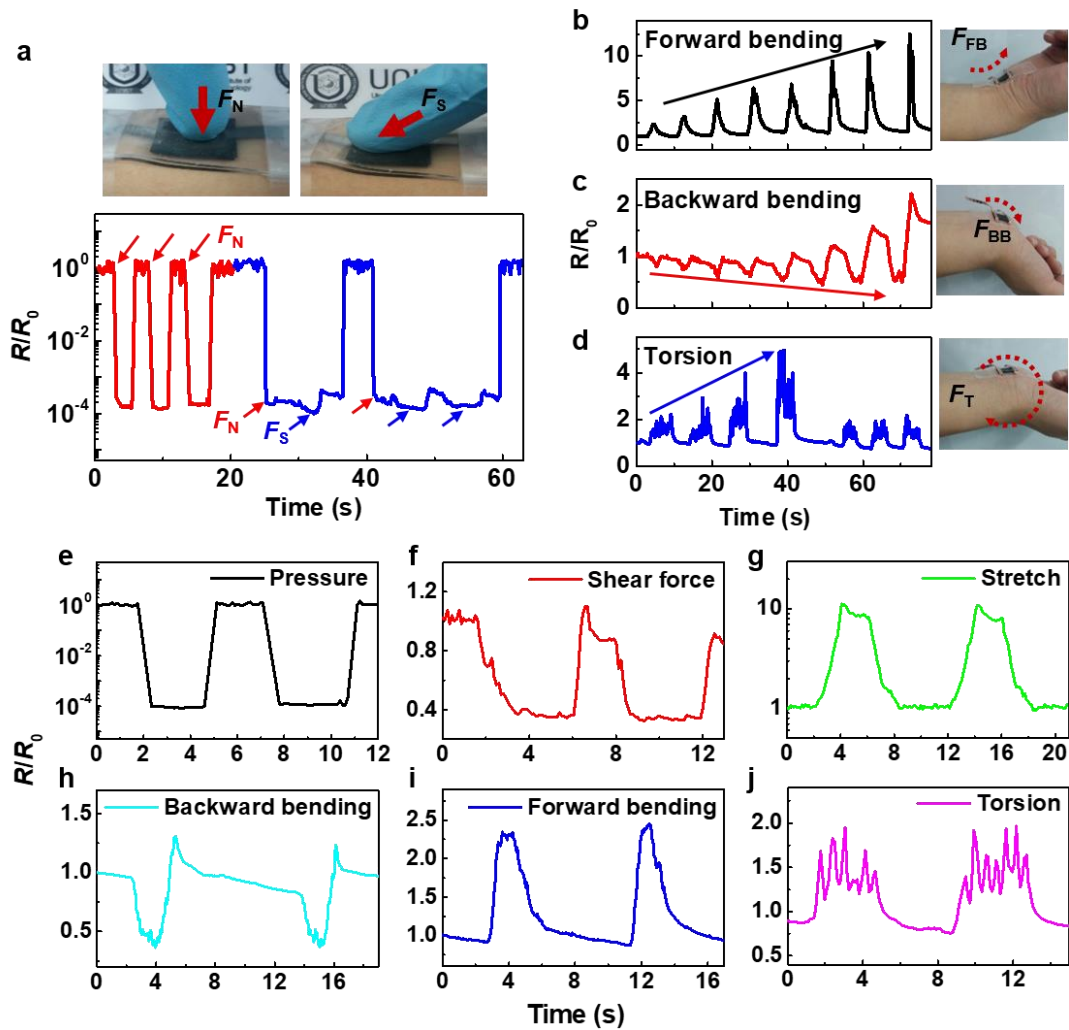 a
F_N
UNI
F_S
R/R_0
10^0
10^-2
10^-4
F_N
F_N
F_S
0 20 40 60
Time (s)
b
Forward bending
10
5
0
F_FB
c
Backward bending
R/R_0
2
1
0
F_BB
d
Torsion
4
2
0
F_T
0 20 40 60
Time (s)
R/R_0
e
Pressure
10^0
10^-2
10^-4
0 2 4 6 8 10 12
f
Shear force
1.2
0.8
0.4
0 4 8 12
g
Stretch
10
1
0 5 10 15 20
h
Backward bending
1.5
1.0
0.5
0 4 8 12 16
i
Forward bending
2.5
2.0
1.5
1.0
0 4 8 12 16
j
Torsion
2.0
1.5
1.0
0.5
0 4 8 12
Time (s)